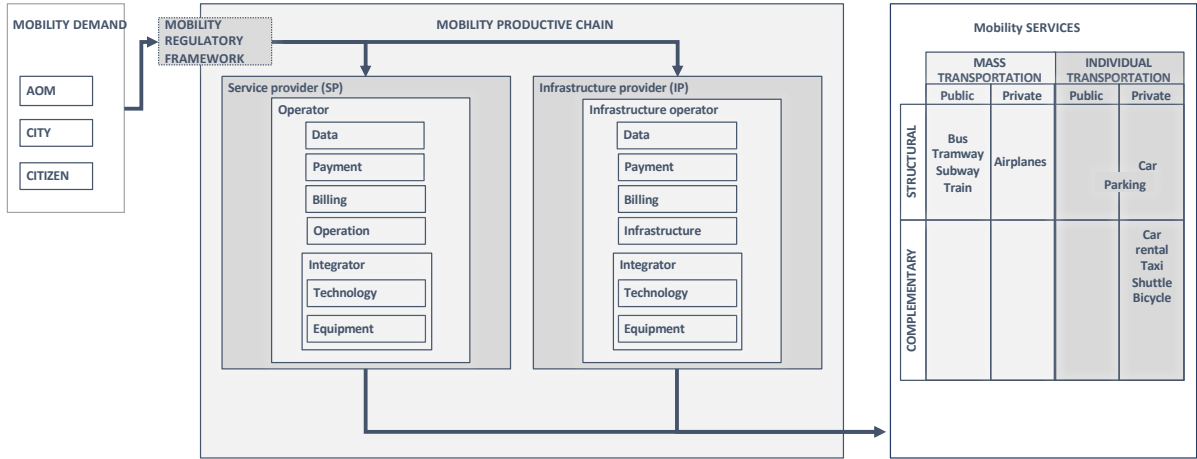 MOBILITY DEMAND
AOM
CITY
CITIZEN
MOBILITY
REGULATORY
FRAMEWORK
MOBILITY PRODUCTIVE CHAIN
Service provider (SP)
Operator
Data
Payment
Billing
Operation
Integrator
Technology
Equipment
Infrastructure provider (IP)
Infrastructure operator
Data
Payment
Billing
Infrastructure
Integrator
Technology
Equipment
Mobility SERVICES
MASS
TRANSPORTATION
INDIVIDUAL
TRANSPORTATION
Public
Private
Public
Private
STRUCTURAL
Bus
Tramway
Subway
Train
Airplanes
Car
Parking
COMPLEMENTARY
Car
rental
Taxi
Shuttle
Bicycle